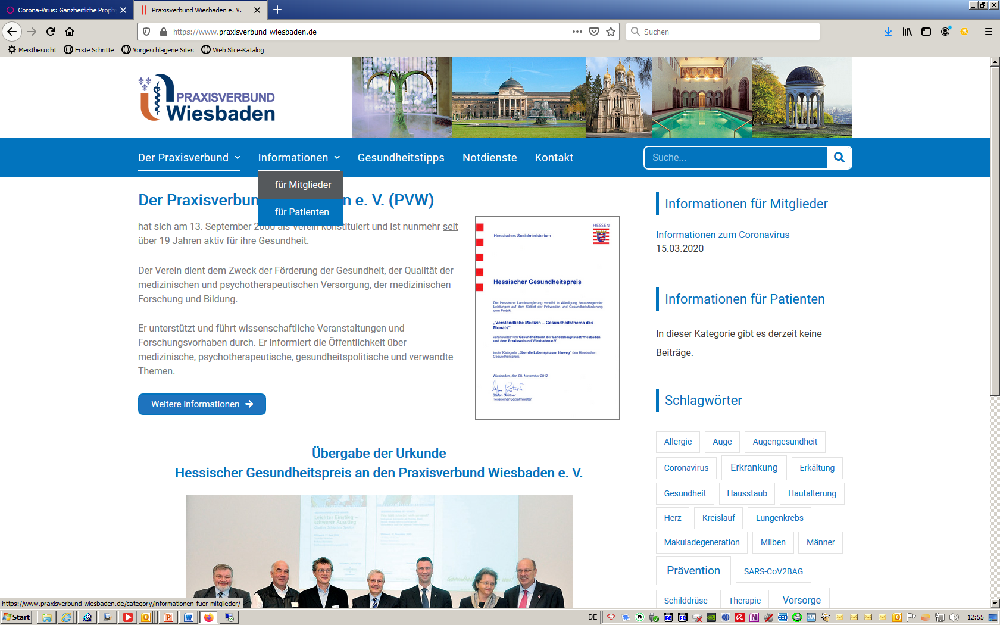 Corona-Virus: Ganzheitliche Proph
Praxisverbund Wiesbaden e. V.
https://www.praxisverbund-wiesbaden.de
Suchen
Meistbesucht
Erste Schritte
Vorgeschlagene Sites
Web Slice-Katalog
PRAXISVERBUND
Wiesbaden
Der Praxisverbund
Informationen
Gesundheitstipps
Notdienste
Kontakt
Suche...
für Mitglieder
für Patienten
Der Praxisverbun
n e. V. (PVW)
hat sich am 13. September 2000 als Verein konstituiert und ist nunmehr seit
über 19 Jahren aktiv für ihre Gesundheit.
Der Verein dient dem Zweck der Förderung der Gesundheit, der Qualität der
medizinischen und psychotherapeutischen Versorgung, der medizinischen
Forschung und Bildung.
Er unterstützt und führt wissenschaftliche Veranstaltungen und
Forschungsvorhaben durch. Er informiert die Öffentlichkeit über
medizinische, psychotherapeutische, gesundheitspolitische und verwandte
Themen.
Weitere Informationen
HESSEN
Hessisches Sozialministerium
Hessischer Gesundheitspreis
Die Hessische Landesregierung verleiht in Würdigung herausragender
Leistungen auf dem Gebiet der Prävention und Gesundheitsförderung
dem Projekt
„Verständliche Medizin – Gesundheitsthema des
Monats"
veranstaltet vom Gesundheitsamt der Landeshauptstadt Wiesbaden
und dem Praxisverbund Wiesbaden e.V.
in der Kategorie „über die Lebensphasen hinweg" den Hessischen
Gesundheitspreis.
Wiesbaden, den 08. November 2012
Stefan Grüttner
Hessischer Sozialminister
Übergabe der Urkunde
Hessischer Gesundheitspreis an den Praxisverbund Wiesbaden e. V.
Leichter Einstieg –
schwerer Ausstieg
Informationen für Mitglieder
Informationen zum Coronavirus
15.03.2020
Informationen für Patienten
In dieser Kategorie gibt es derzeit keine
Beiträge.
Schlagwörter
Allergie
Auge
Augengesundheit
Coronavirus
Erkrankung
Erkältung
Gesundheit
Hausstaub
Hautalterung
Herz
Kreislauf
Lungenkrebs
Makuladegeneration
Milben
Männer
Prävention
SARS-CoV2BAG
Schilddrüse
Therapie
Vorsorge
https://www.praxisverbund-wiesbaden.de/category/informationen-fuer-mitglieder/
Start
DE
12:55